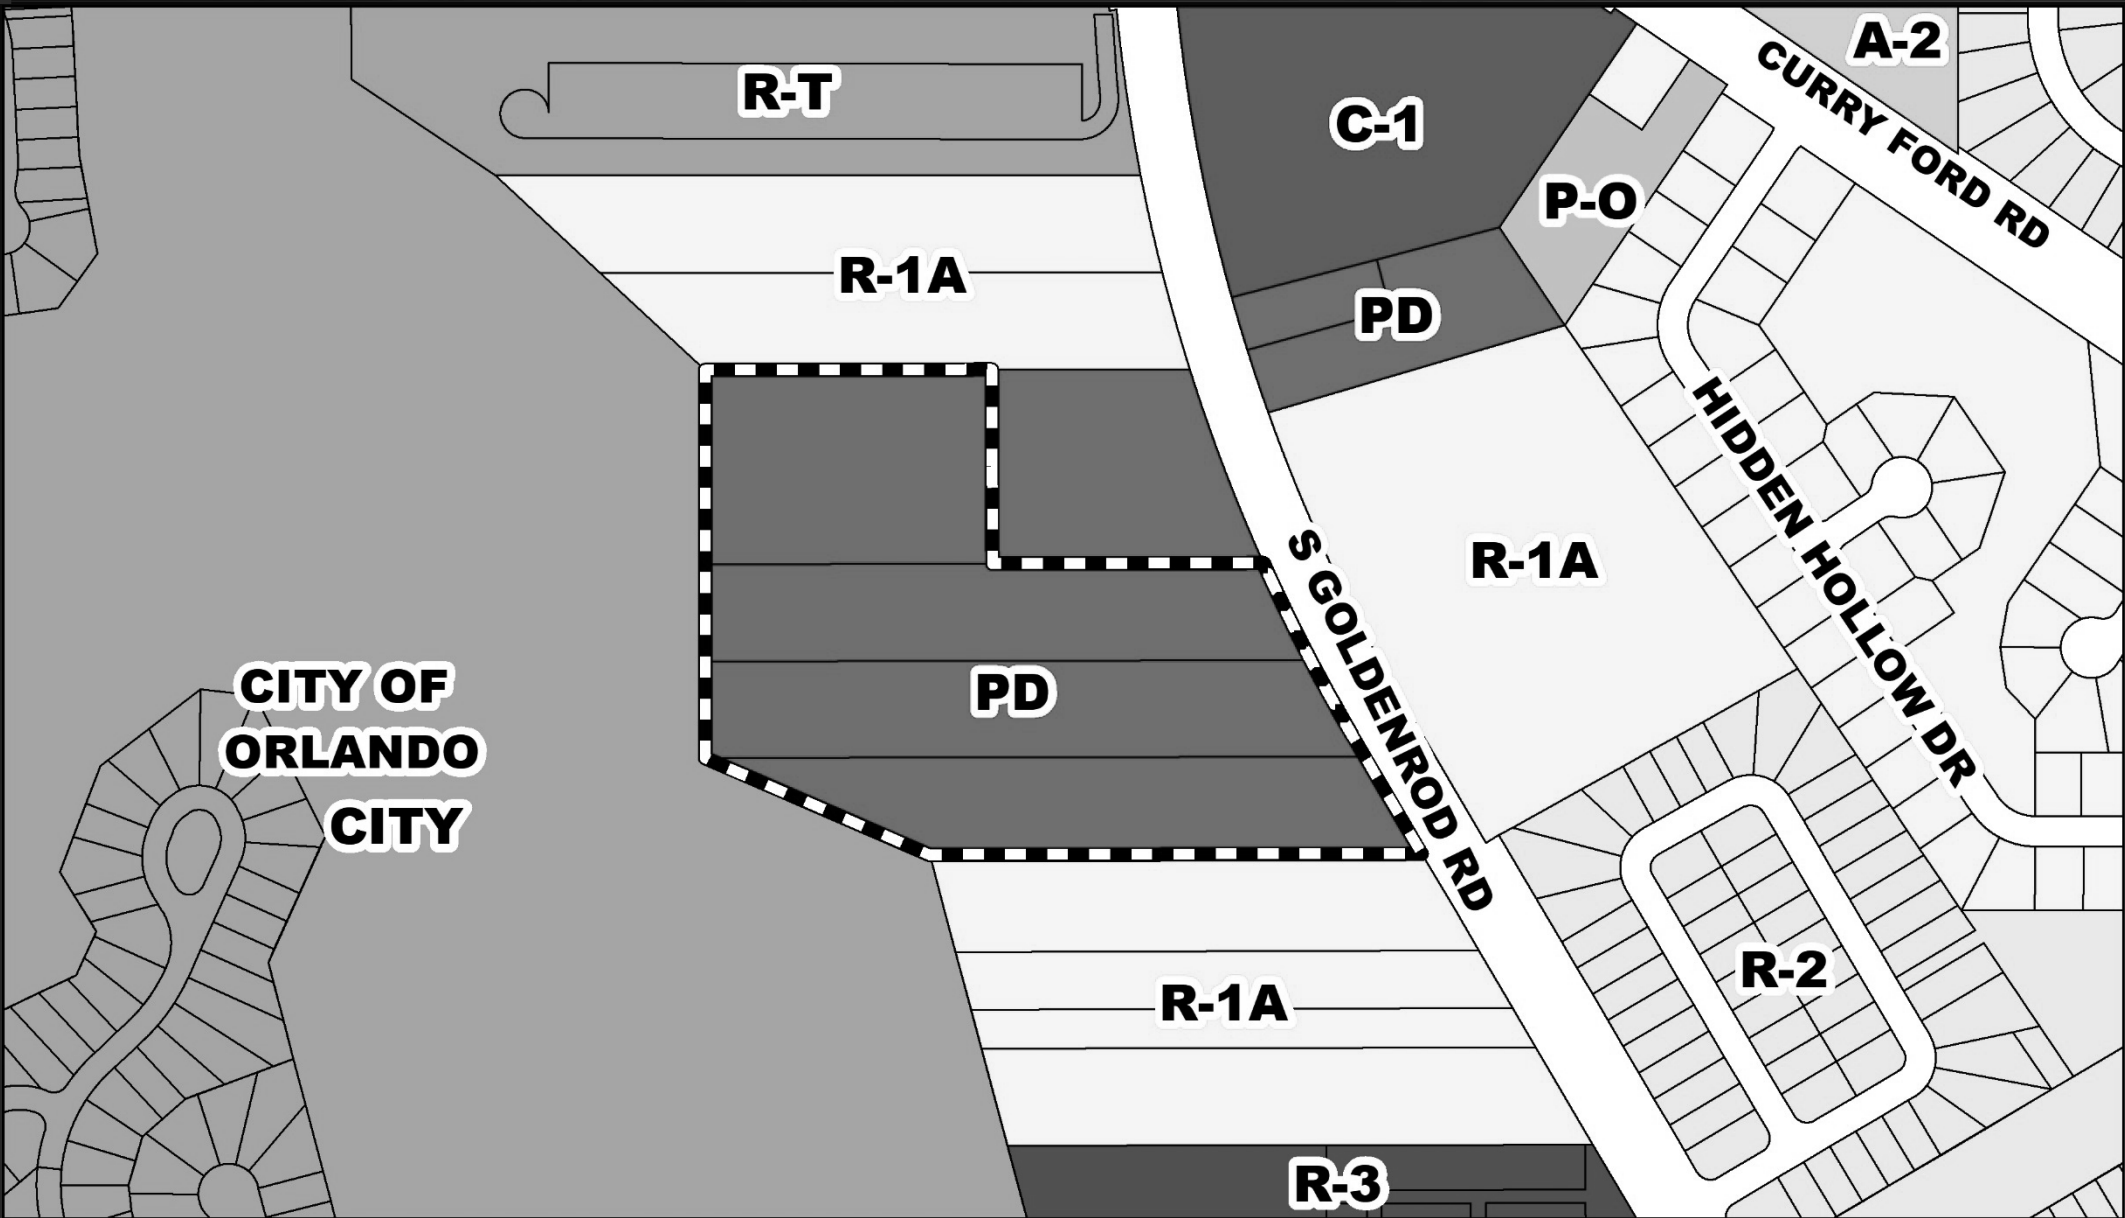 A-2
R-T
CURRY FORD RD
C-1
P-O
R-1A
PD
HIDDEN HOLLOW DR
S GOLDENROD RD
R-1A
PD
CITY OF
ORLANDO
CITY
R-2
R-1A
R-3